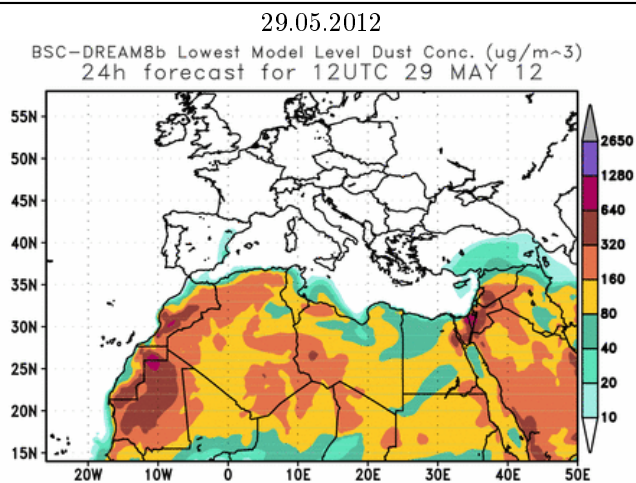 29.05.2012
BSC-DREAM8b Lowest Model Level Dust Conc. (ug/m^3)
24h forecast for 12UTC 29 MAY 12
55N
50N
45N
40N
35N
30N
25N
20N
15N
20W 10W 0 10E 20E 30E 40E 50E
2650
1280
640
320
160
80
40
20
10